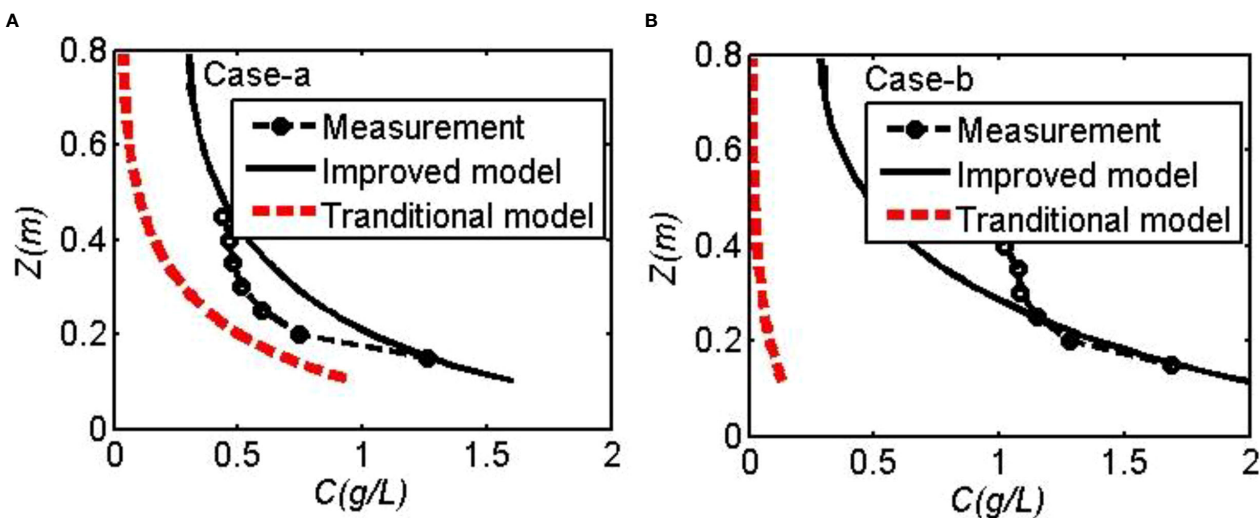 A
0.8
0.6
0.4
0.2
0
Z(m)
Case-a
Measurement
Improved model
Tranditional model
0 0.5 1 1.5 2
C(g/L)
B
0.8
0.6
0.4
0.2
0
Z(m)
Case-b
Measurement
Improved model
Tranditional model
0 0.5 1 1.5 2
C(g/L)